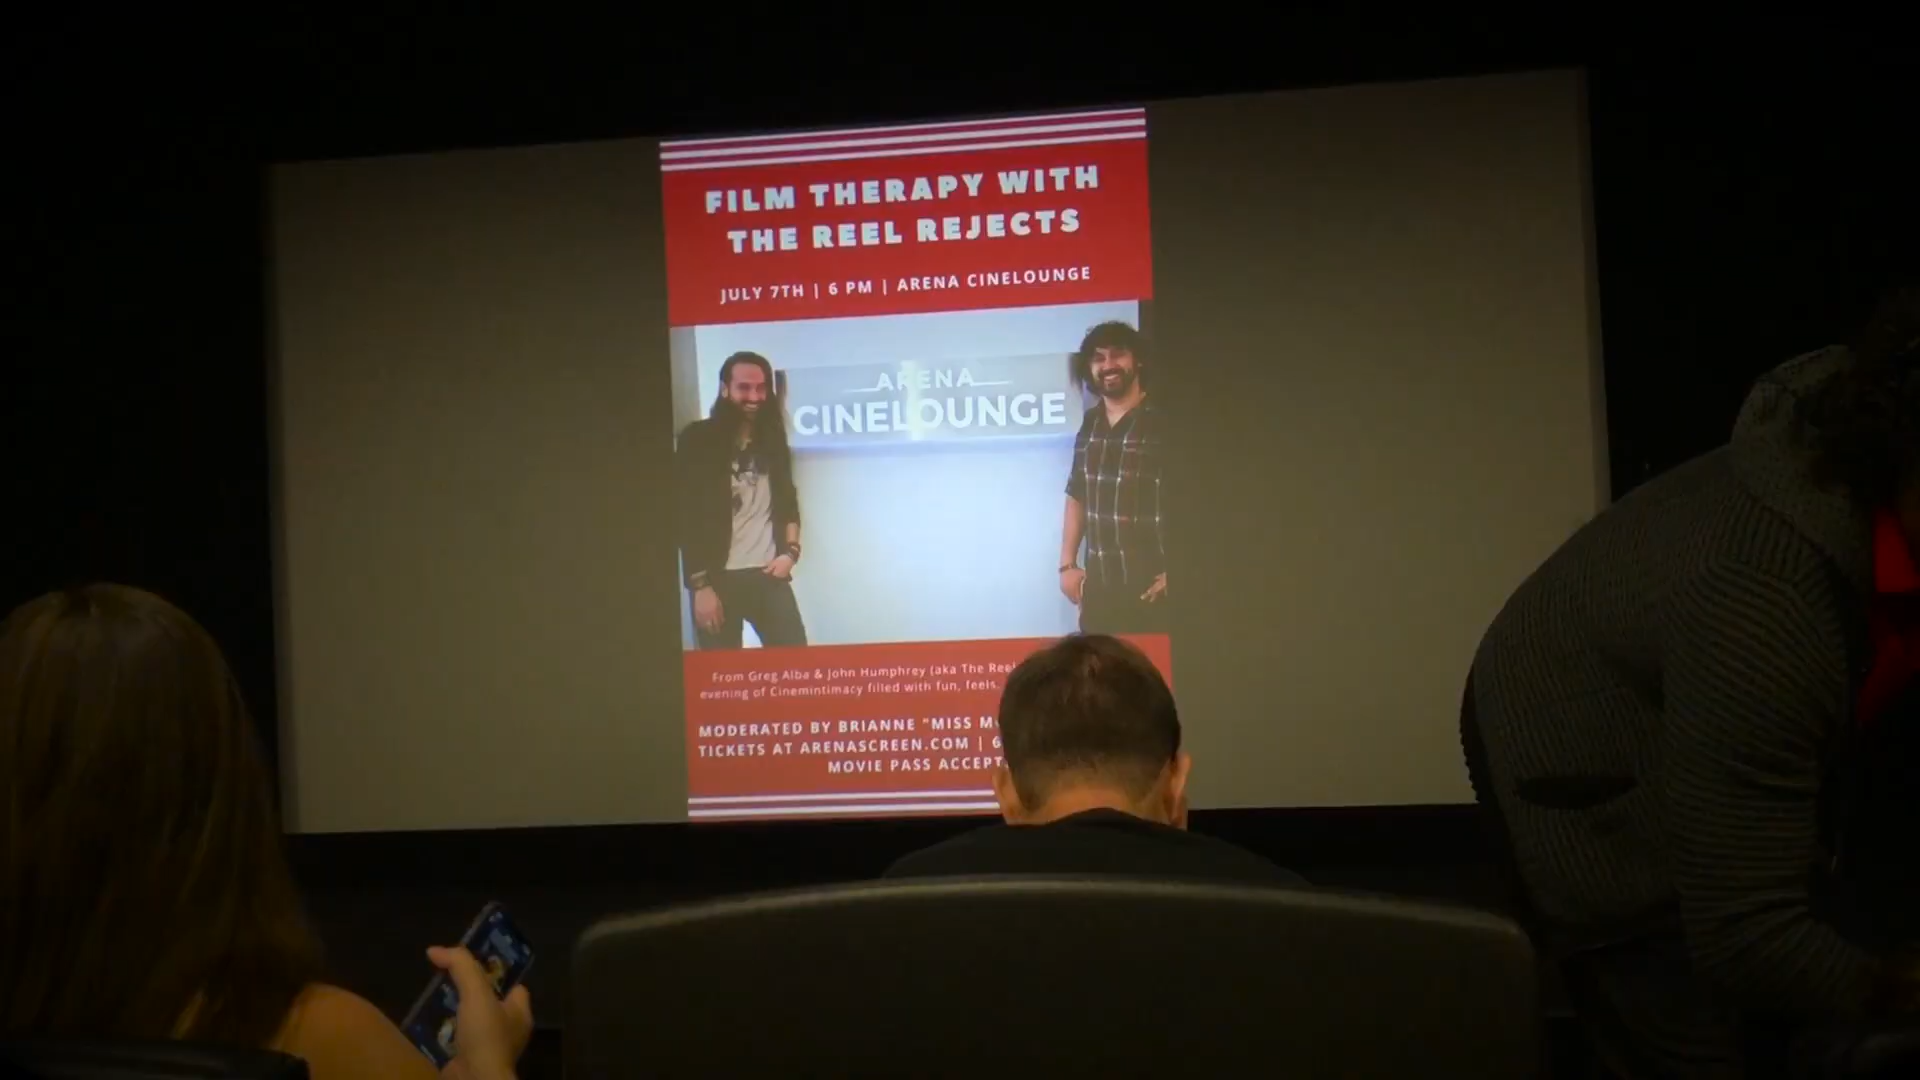 FILM THERAPY WITH
THE REEL REJECTS
JULY 7TH | 6 PM | ARENA CINELOUNGE
ARENA
CINELOUNGE
From Greg Alba & John Humphrey (aka The Reel
evening of Cinemintimacy filled with fun, feels,
MODERATED BY BRIANNE "MISS
TICKETS AT ARENASCREEN.COM | 6
MOVIE PASS